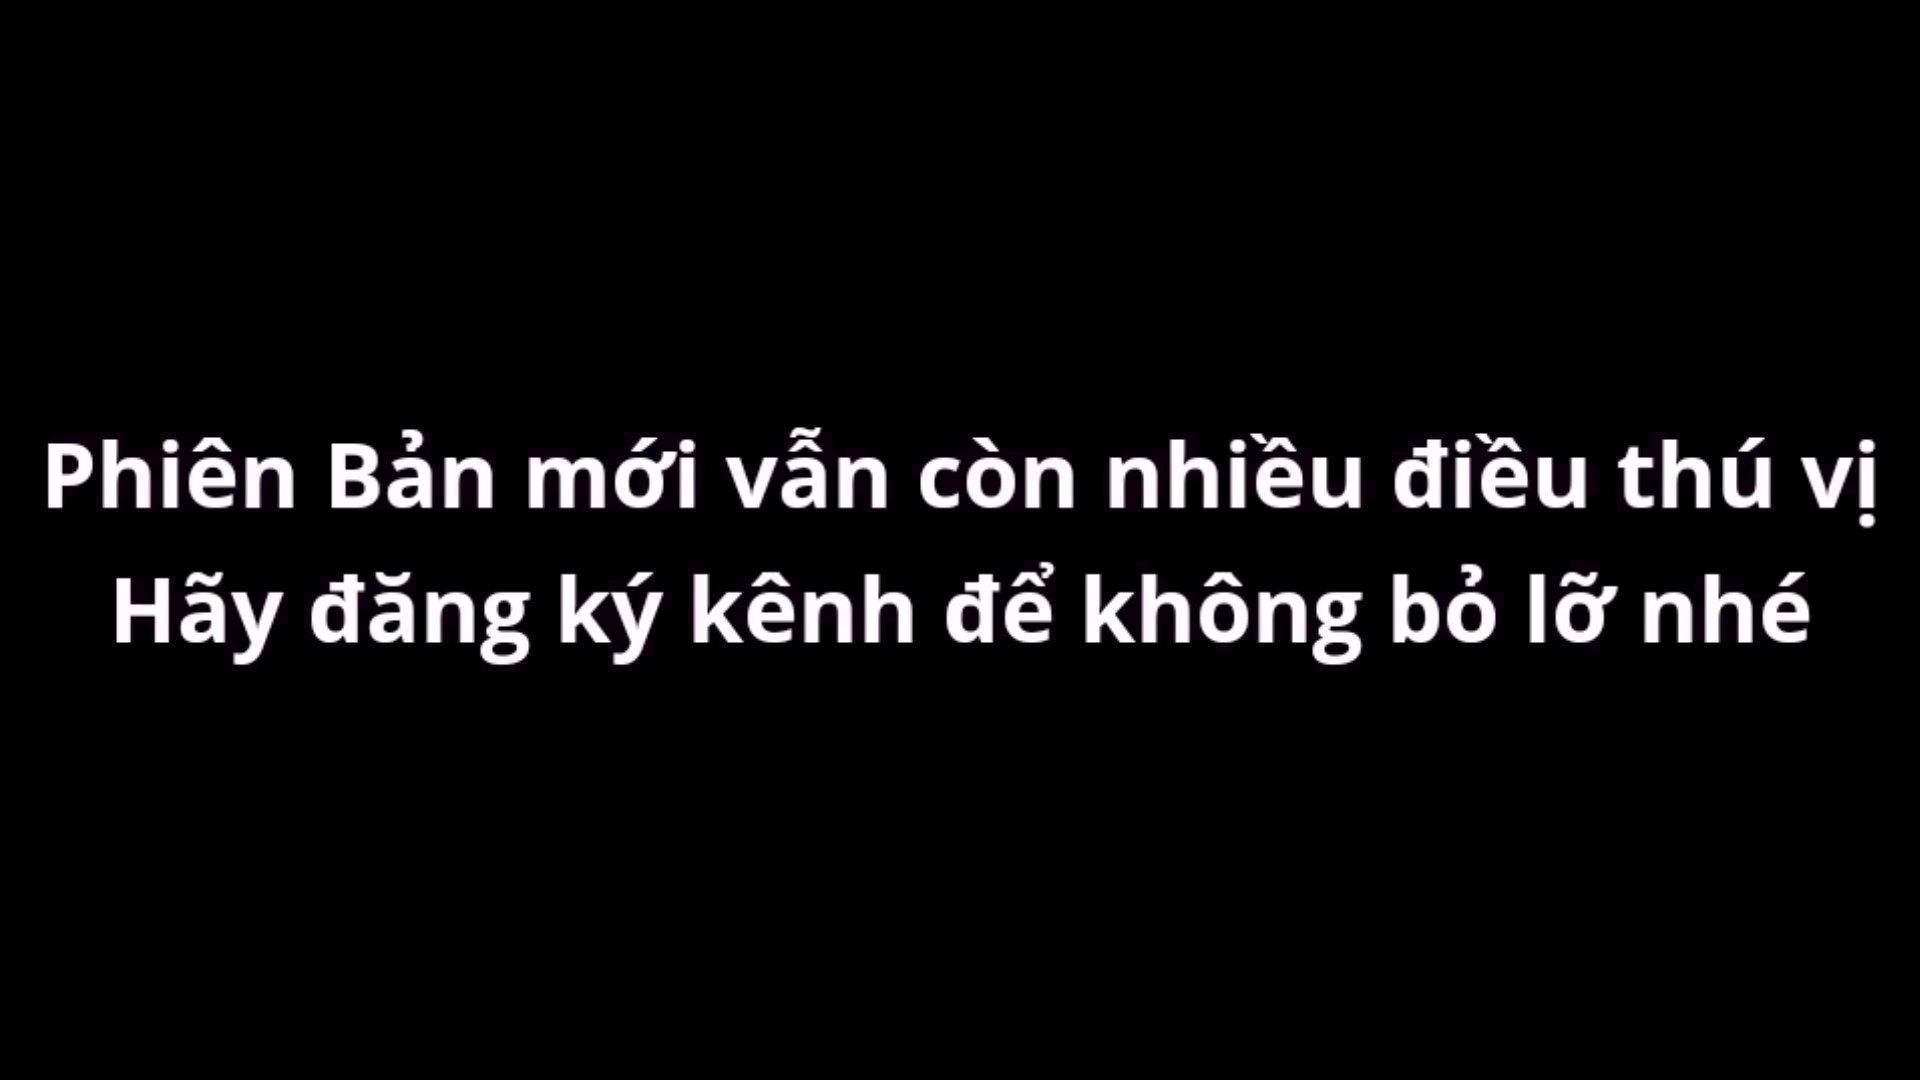 Phiên Bản mới vẫn còn nhiều điều thú vị
Hãy đăng ký kênh để không bỏ lỡ nhé